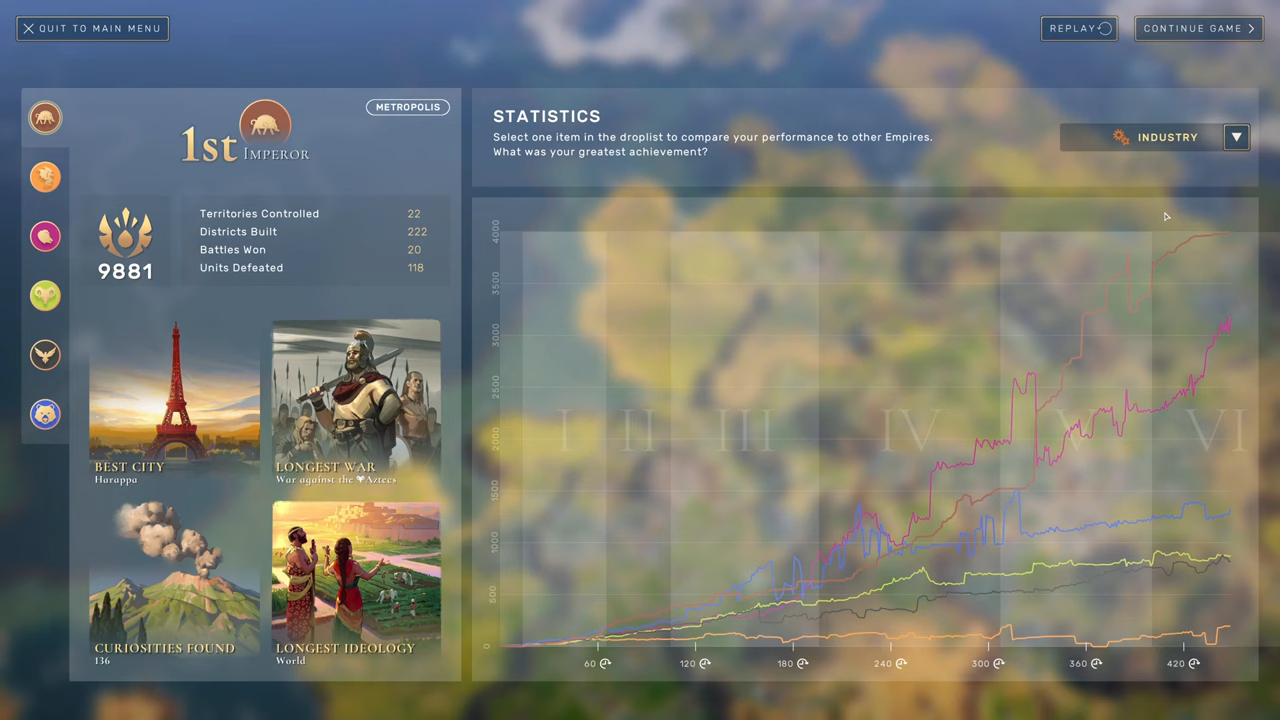 QUIT TO MAIN MENU
REPLAY
CONTINUE GAME
METROPOLIS
1st IMPEROR
9881
Territories Controlled 22
Districts Built 222
Battles Won 20
Units Defeated 118
BEST CITY
Harappa
LONGEST WAR
War against the Aztecs
CURIOSITIES FOUND
136
LONGEST IDEOLOGY
World
STATISTICS
Select one item in the droplist to compare your performance to other Empires.
What was your greatest achievement?
INDUSTRY
4000
3500
3000
2500
2000
1500
1000
500
0
I II III IV V VI
60 120 180 240 300 360 420